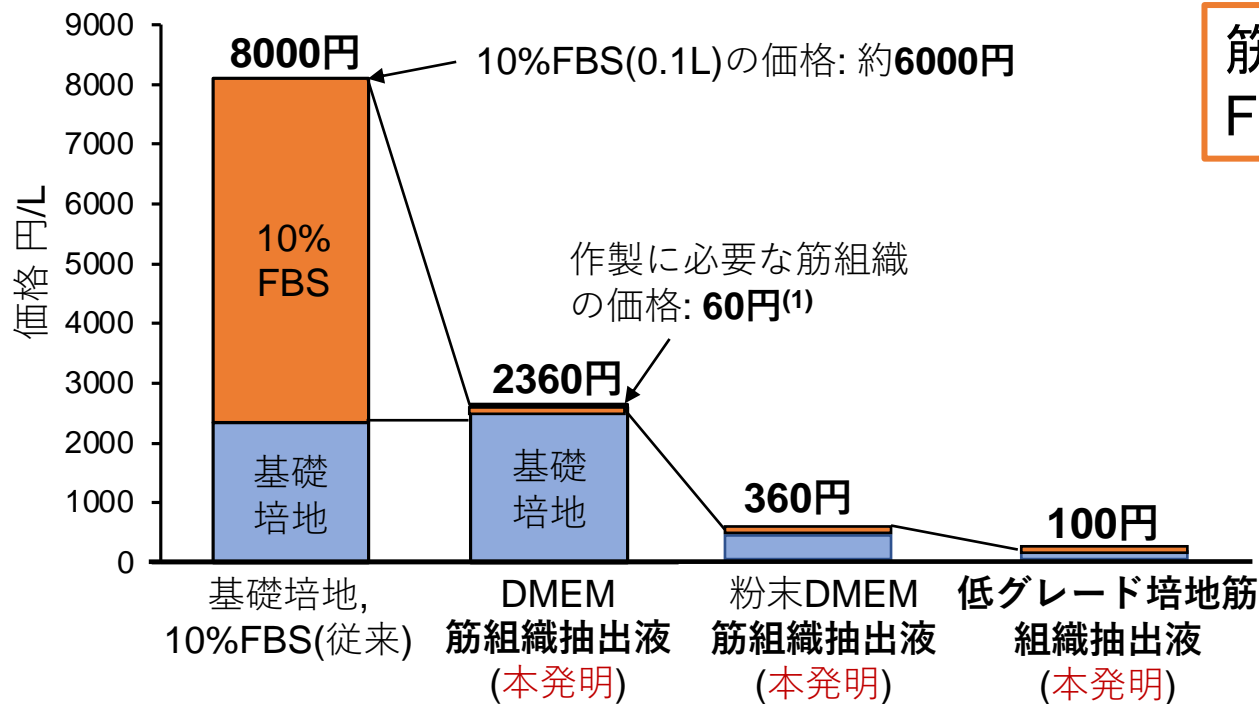 9000
8000
7000
6000
5000
4000
3000
2000
1000
0
価格 円/L
8000円
10%FBS(0.1L)の価格: 約6000円
筋
F
10%
FBS
基礎
培地
作製に必要な筋組織
の価格: 60円(1)
2360円
基礎
培地
360円
100円
基礎培地,
10%FBS(従来)
DMEM
筋組織抽出液
(本発明)
粉末DMEM
筋組織抽出液
(本発明)
低グレード培地筋
組織抽出液
(本発明)